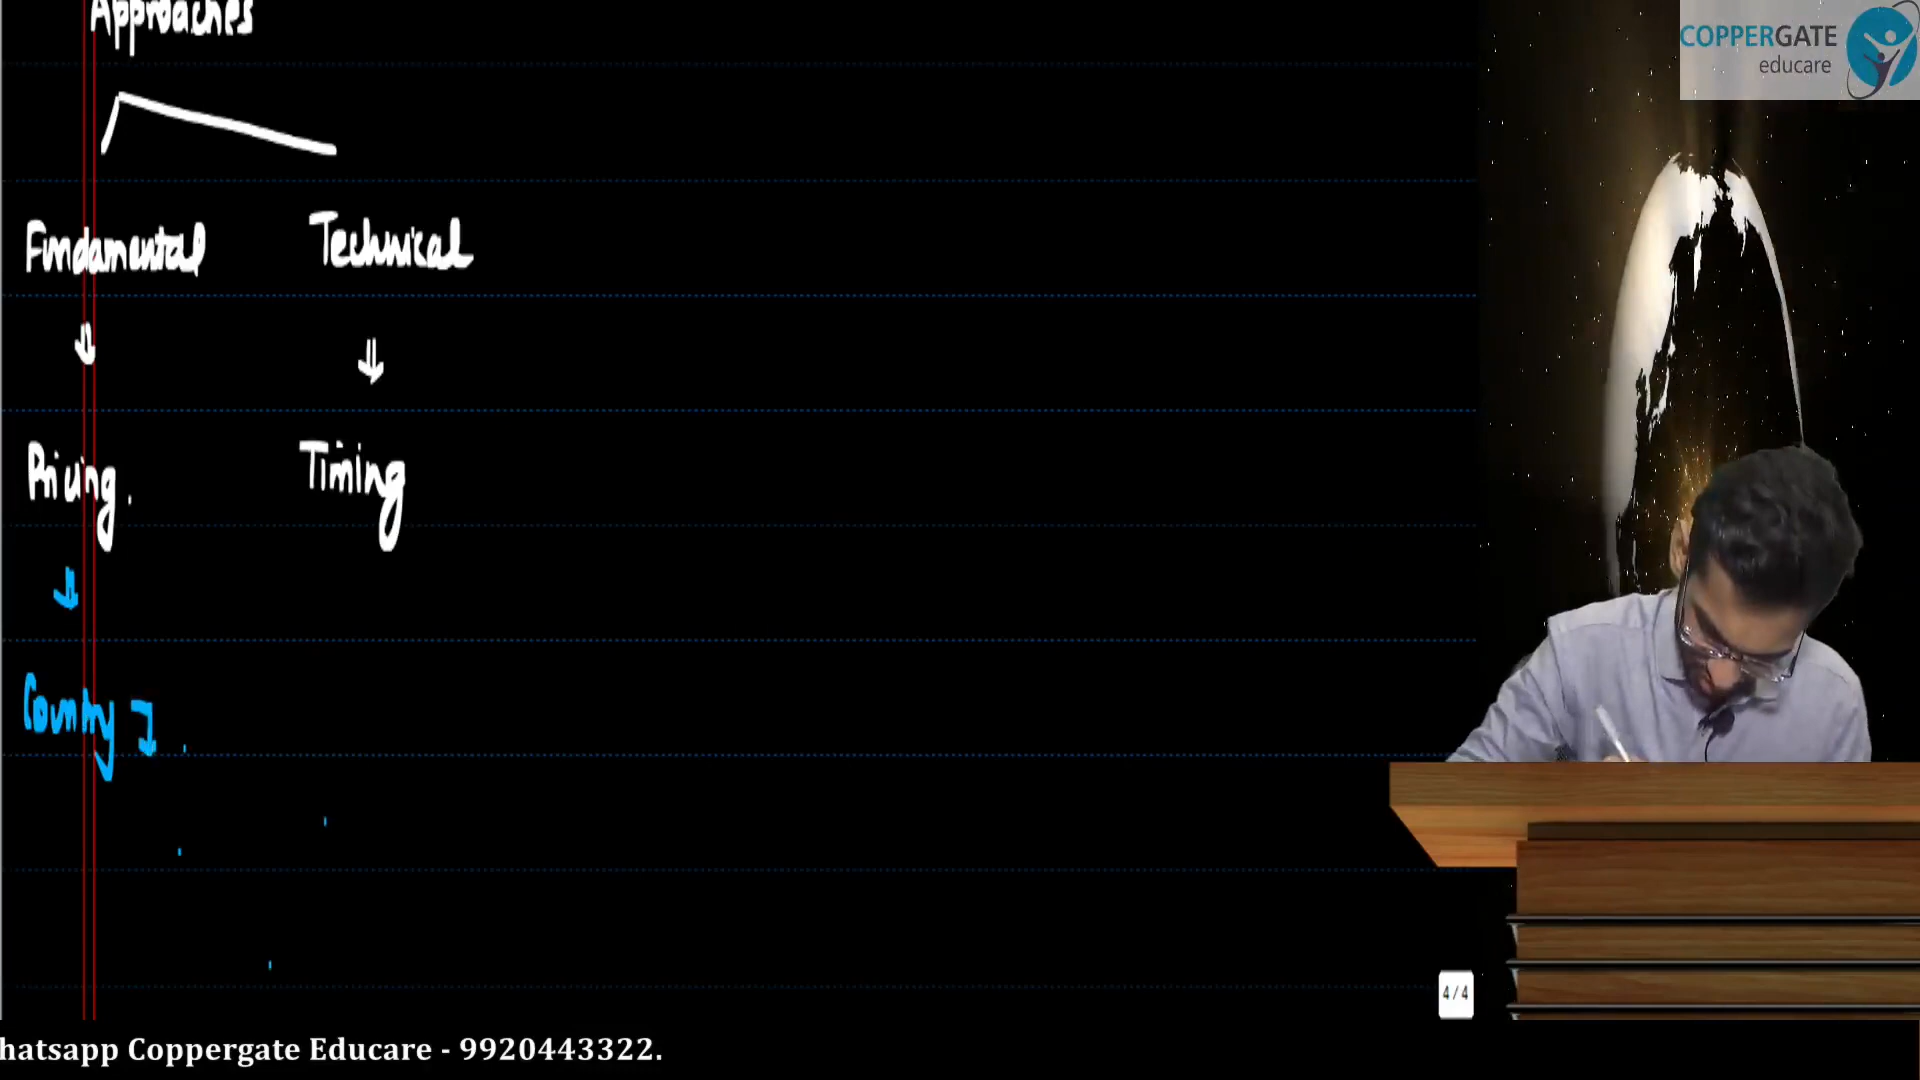 Approaches
COPPERGATE
educare
Fundamental Technical
Pricing. Timing
Country
4/4
hatsapp Coppergate Educare - 9920443322.